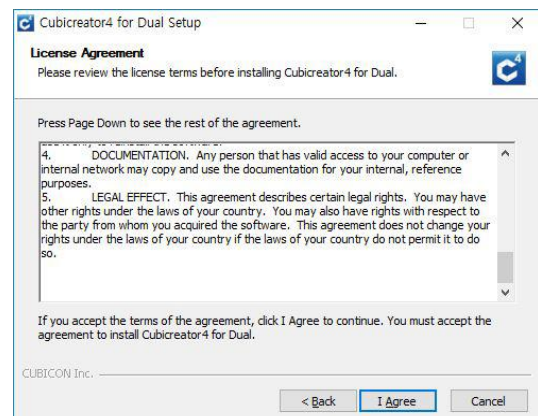 Cubicreator4 for Dual Setup
License Agreement
Please review the license terms before installing Cubicreator4 for Dual.
C4
Press Page Down to see the rest of the agreement.
4. DOCUMENTATION. Any person that has valid access to your computer or
internal network may copy and use the documentation for your internal, reference
purposes.
5. LEGAL EFFECT. This agreement describes certain legal rights. You may have
other rights under the laws of your country. You may also have rights with respect to
the party from whom you acquired the software. This agreement does not change your
rights under the laws of your country if the laws of your country do not permit it to do
so.
If you accept the terms of the agreement, click I Agree to continue. You must accept the
agreement to install Cubicreator4 for Dual.
CUBICON Inc.
< Back I Agree Cancel